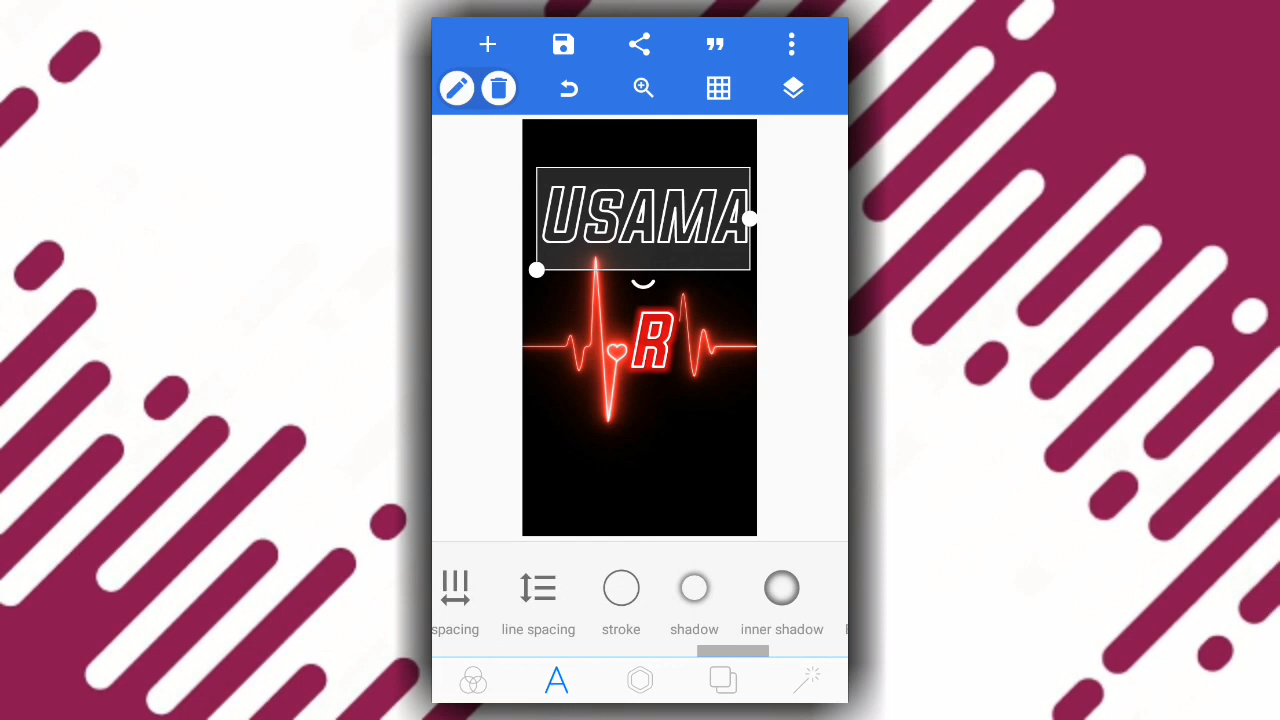 USAMA
R
spacing
line spacing
stroke
shadow
inner shadow